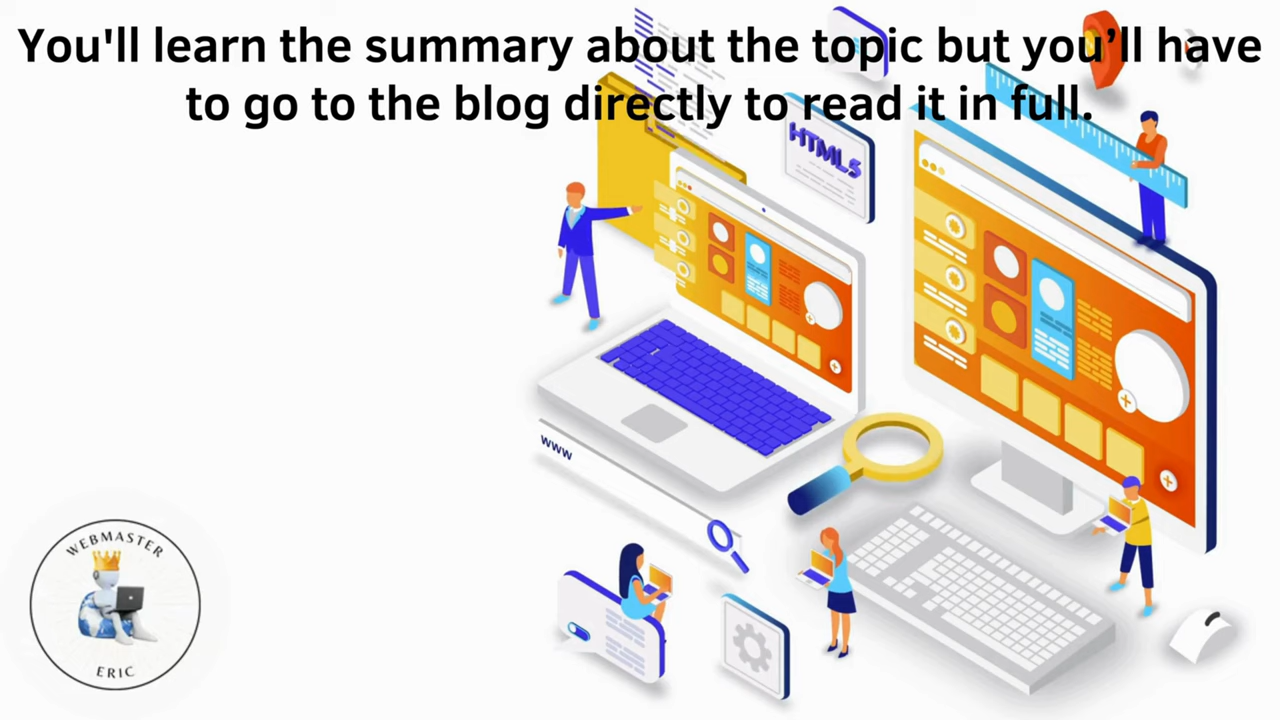 You'll learn the summary about the topic but you’ll have
to go to the blog directly to read it in full.
HTML5
www
WEBMASTER
ERIC